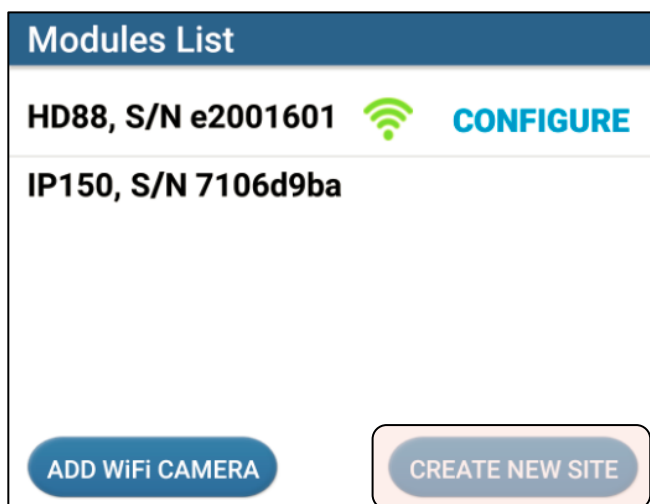 Modules List
HD88, S/N e2001601 CONFIGURE
IP150, S/N 7106d9ba
ADD WiFi CAMERA CREATE NEW SITE